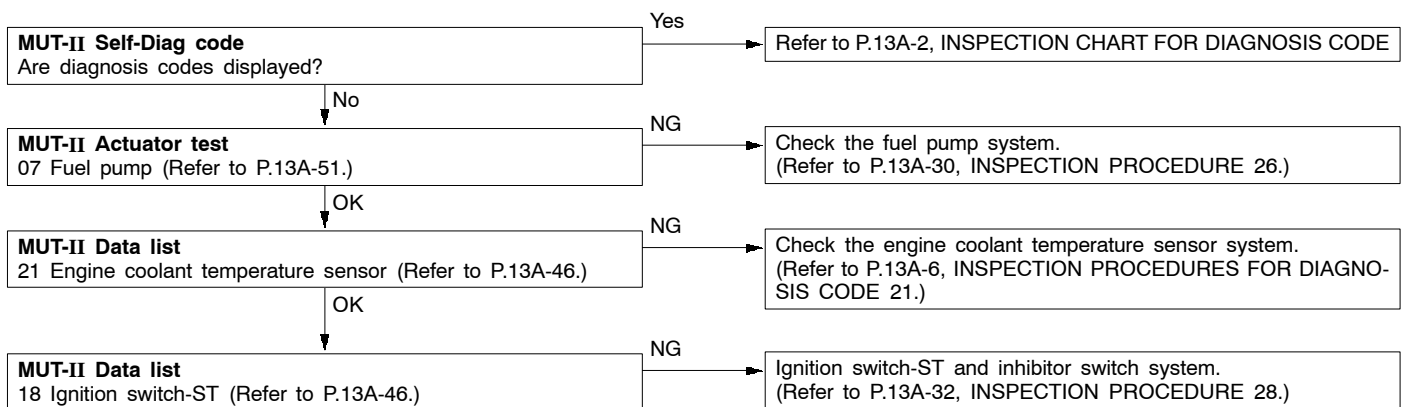 Yes
MUT-II Self-Diag code
Are diagnosis codes displayed?
Refer to P.13A-2, INSPECTION CHART FOR DIAGNOSIS CODE
No
NG
MUT-II Actuator test
07 Fuel pump (Refer to P.13A-51.)
Check the fuel pump system.
(Refer to P.13A-30, INSPECTION PROCEDURE 26.)
OK
NG
MUT-II Data list
21 Engine coolant temperature sensor (Refer to P.13A-46.)
Check the engine coolant temperature sensor system.
(Refer to P.13A-6, INSPECTION PROCEDURES FOR DIAGNO-
SIS CODE 21.)
OK
NG
MUT-II Data list
18 Ignition switch-ST (Refer to P.13A-46.)
Ignition switch-ST and inhibitor switch system.
(Refer to P.13A-32, INSPECTION PROCEDURE 28.)